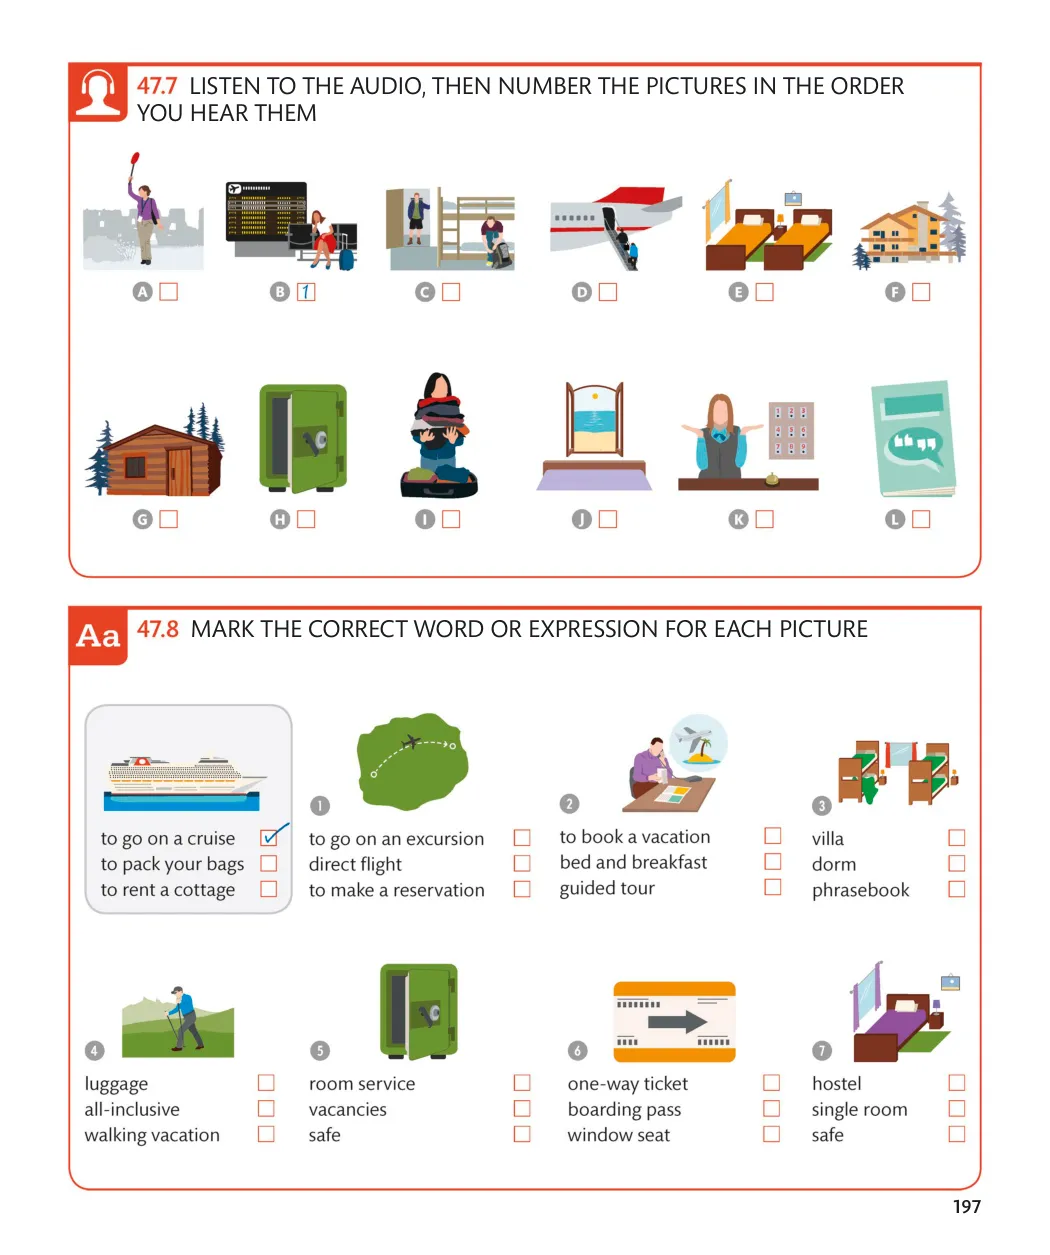 47.7 LISTEN TO THE AUDIO, THEN NUMBER THE PICTURES IN THE ORDER
YOU HEAR THEM
A
B 1
C
D
E
F
G
H
I
J
K
L
Aa 47.8 MARK THE CORRECT WORD OR EXPRESSION FOR EACH PICTURE
to go on a cruise
to pack your bags
to rent a cottage
1
to go on an excursion
direct flight
to make a reservation
2
to book a vacation
bed and breakfast
guided tour
3
villa
dorm
phrasebook
4
luggage
all-inclusive
walking vacation
5
room service
vacancies
safe
6
one-way ticket
boarding pass
window seat
7
hostel
single room
safe
197